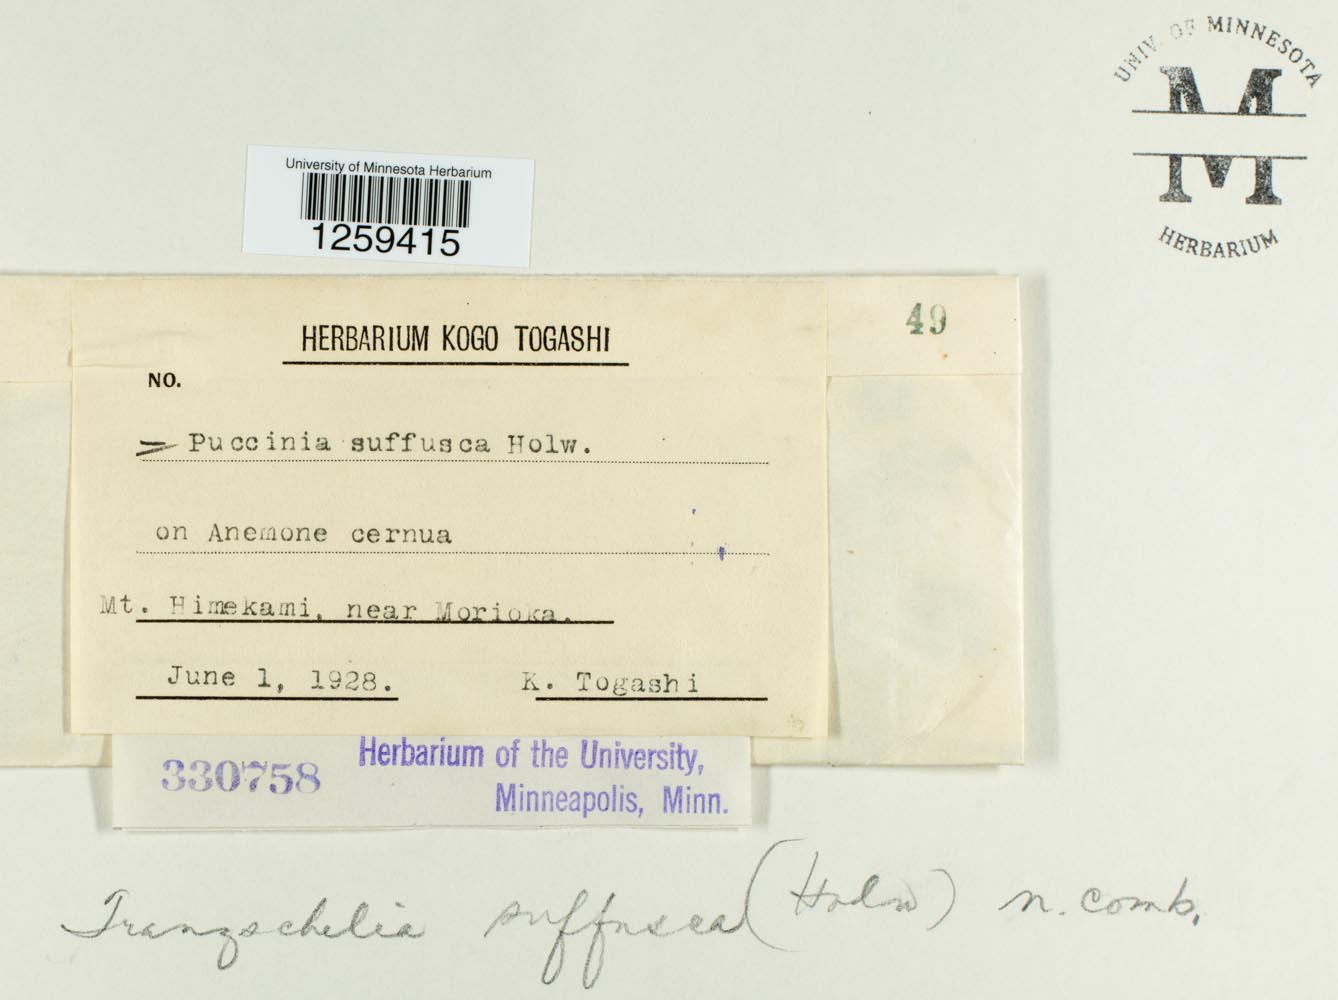 UNIV. OF MINNESOTA
M
HERBARIUM
University of Minnesota Herbarium
1259415
49
HERBARIUM KOGO TOGASHI
NO.
Puccinia suffusca Holw.
on Anemone cernua
Mt. Himekami, near Morioka.
June 1, 1928. K. Togashi
330758 Herbarium of the University,
Minneapolis, Minn.
Tranzschelia suffusca (Holw) n. comb.